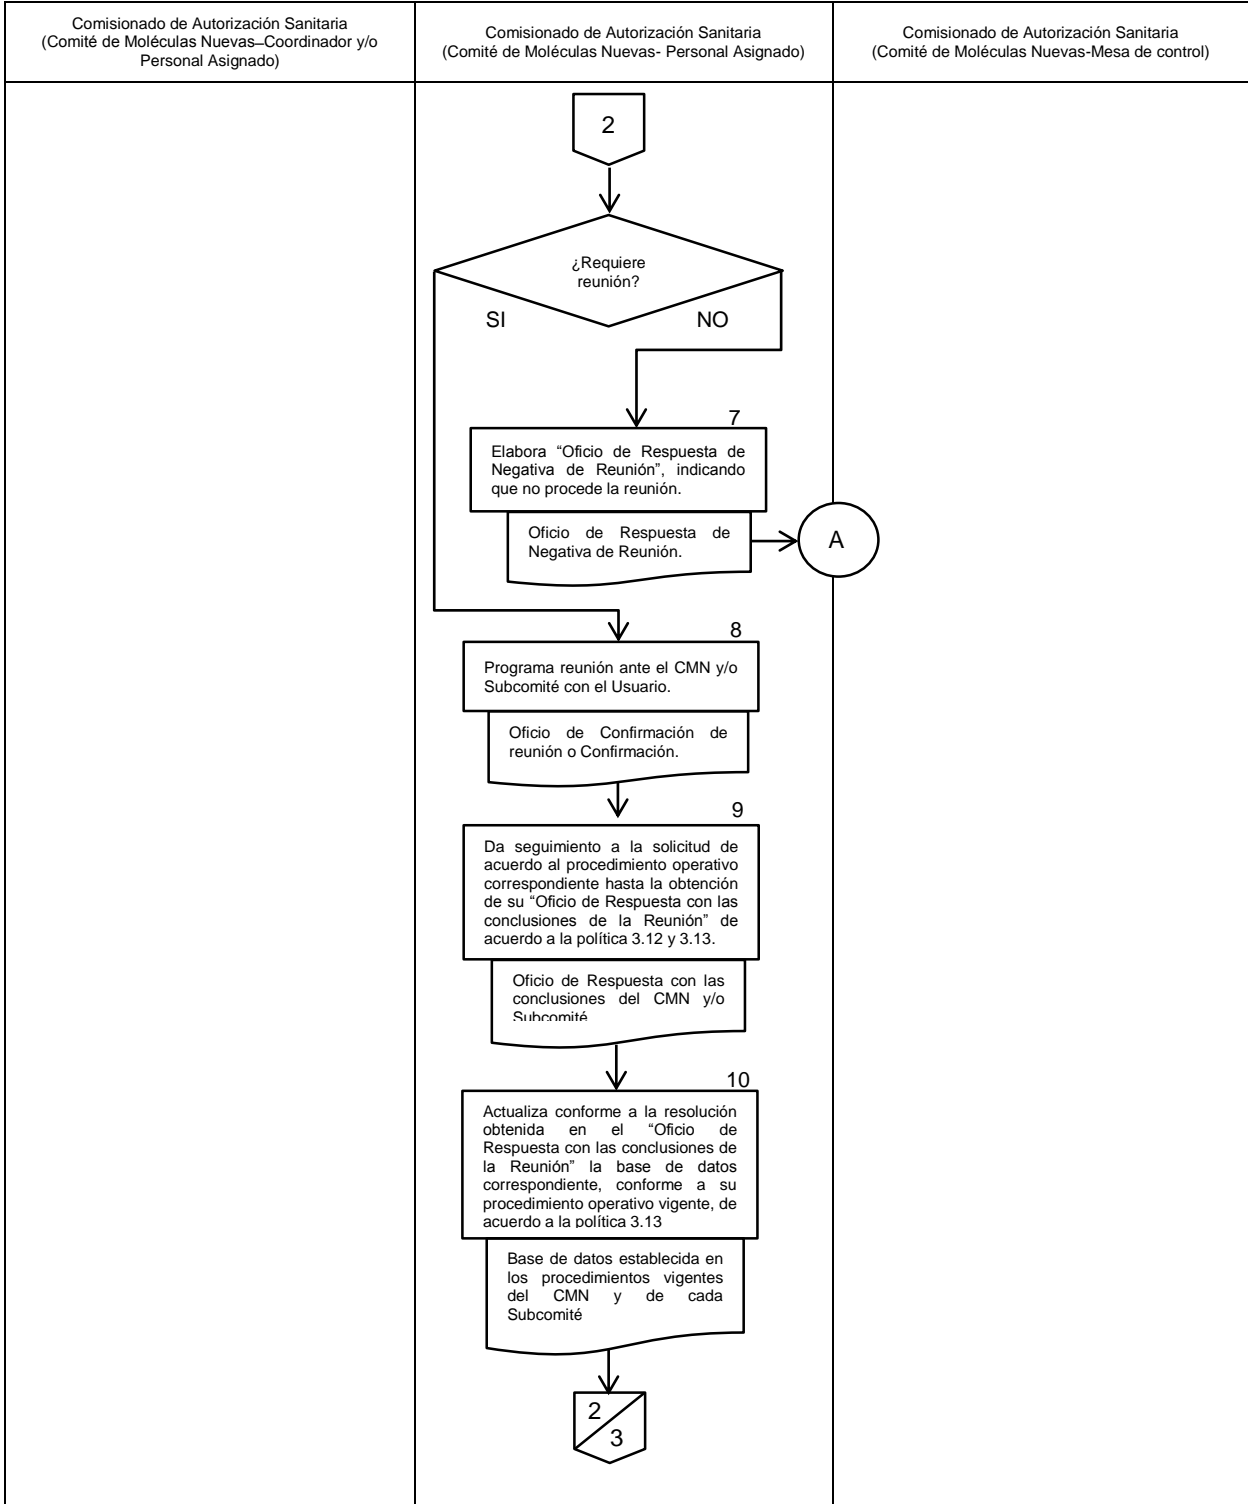 Comisionado de Autorización Sanitaria
(Comité de Moléculas Nuevas–Coordinador y/o
Personal Asignado)
Comisionado de Autorización Sanitaria
(Comité de Moléculas Nuevas- Personal Asignado)
Comisionado de Autorización Sanitaria
(Comité de Moléculas Nuevas-Mesa de control)
2
¿Requiere
reunión?
SI
NO
7
Elabora “Oficio de Respuesta de
Negativa de Reunión”, indicando
que no procede la reunión.
Oficio de Respuesta de
Negativa de Reunión.
A
8
Programa reunión ante el CMN y/o
Subcomité con el Usuario.
Oficio de Confirmación de
reunión o Confirmación.
9
Da seguimiento a la solicitud de
acuerdo al procedimiento operativo
correspondiente hasta la obtención
de su “Oficio de Respuesta con las
conclusiones de la Reunión” de
acuerdo a la política 3.12 y 3.13.
Oficio de Respuesta con las
conclusiones del CMN y/o
Subcomité
10
Actualiza conforme a la resolución
obtenida en el “Oficio de
Respuesta con las conclusiones de
la Reunión” la base de datos
correspondiente, conforme a su
procedimiento operativo vigente, de
acuerdo a la política 3.13
Base de datos establecida en
los procedimientos vigentes
del CMN y de cada
Subcomité
2
3